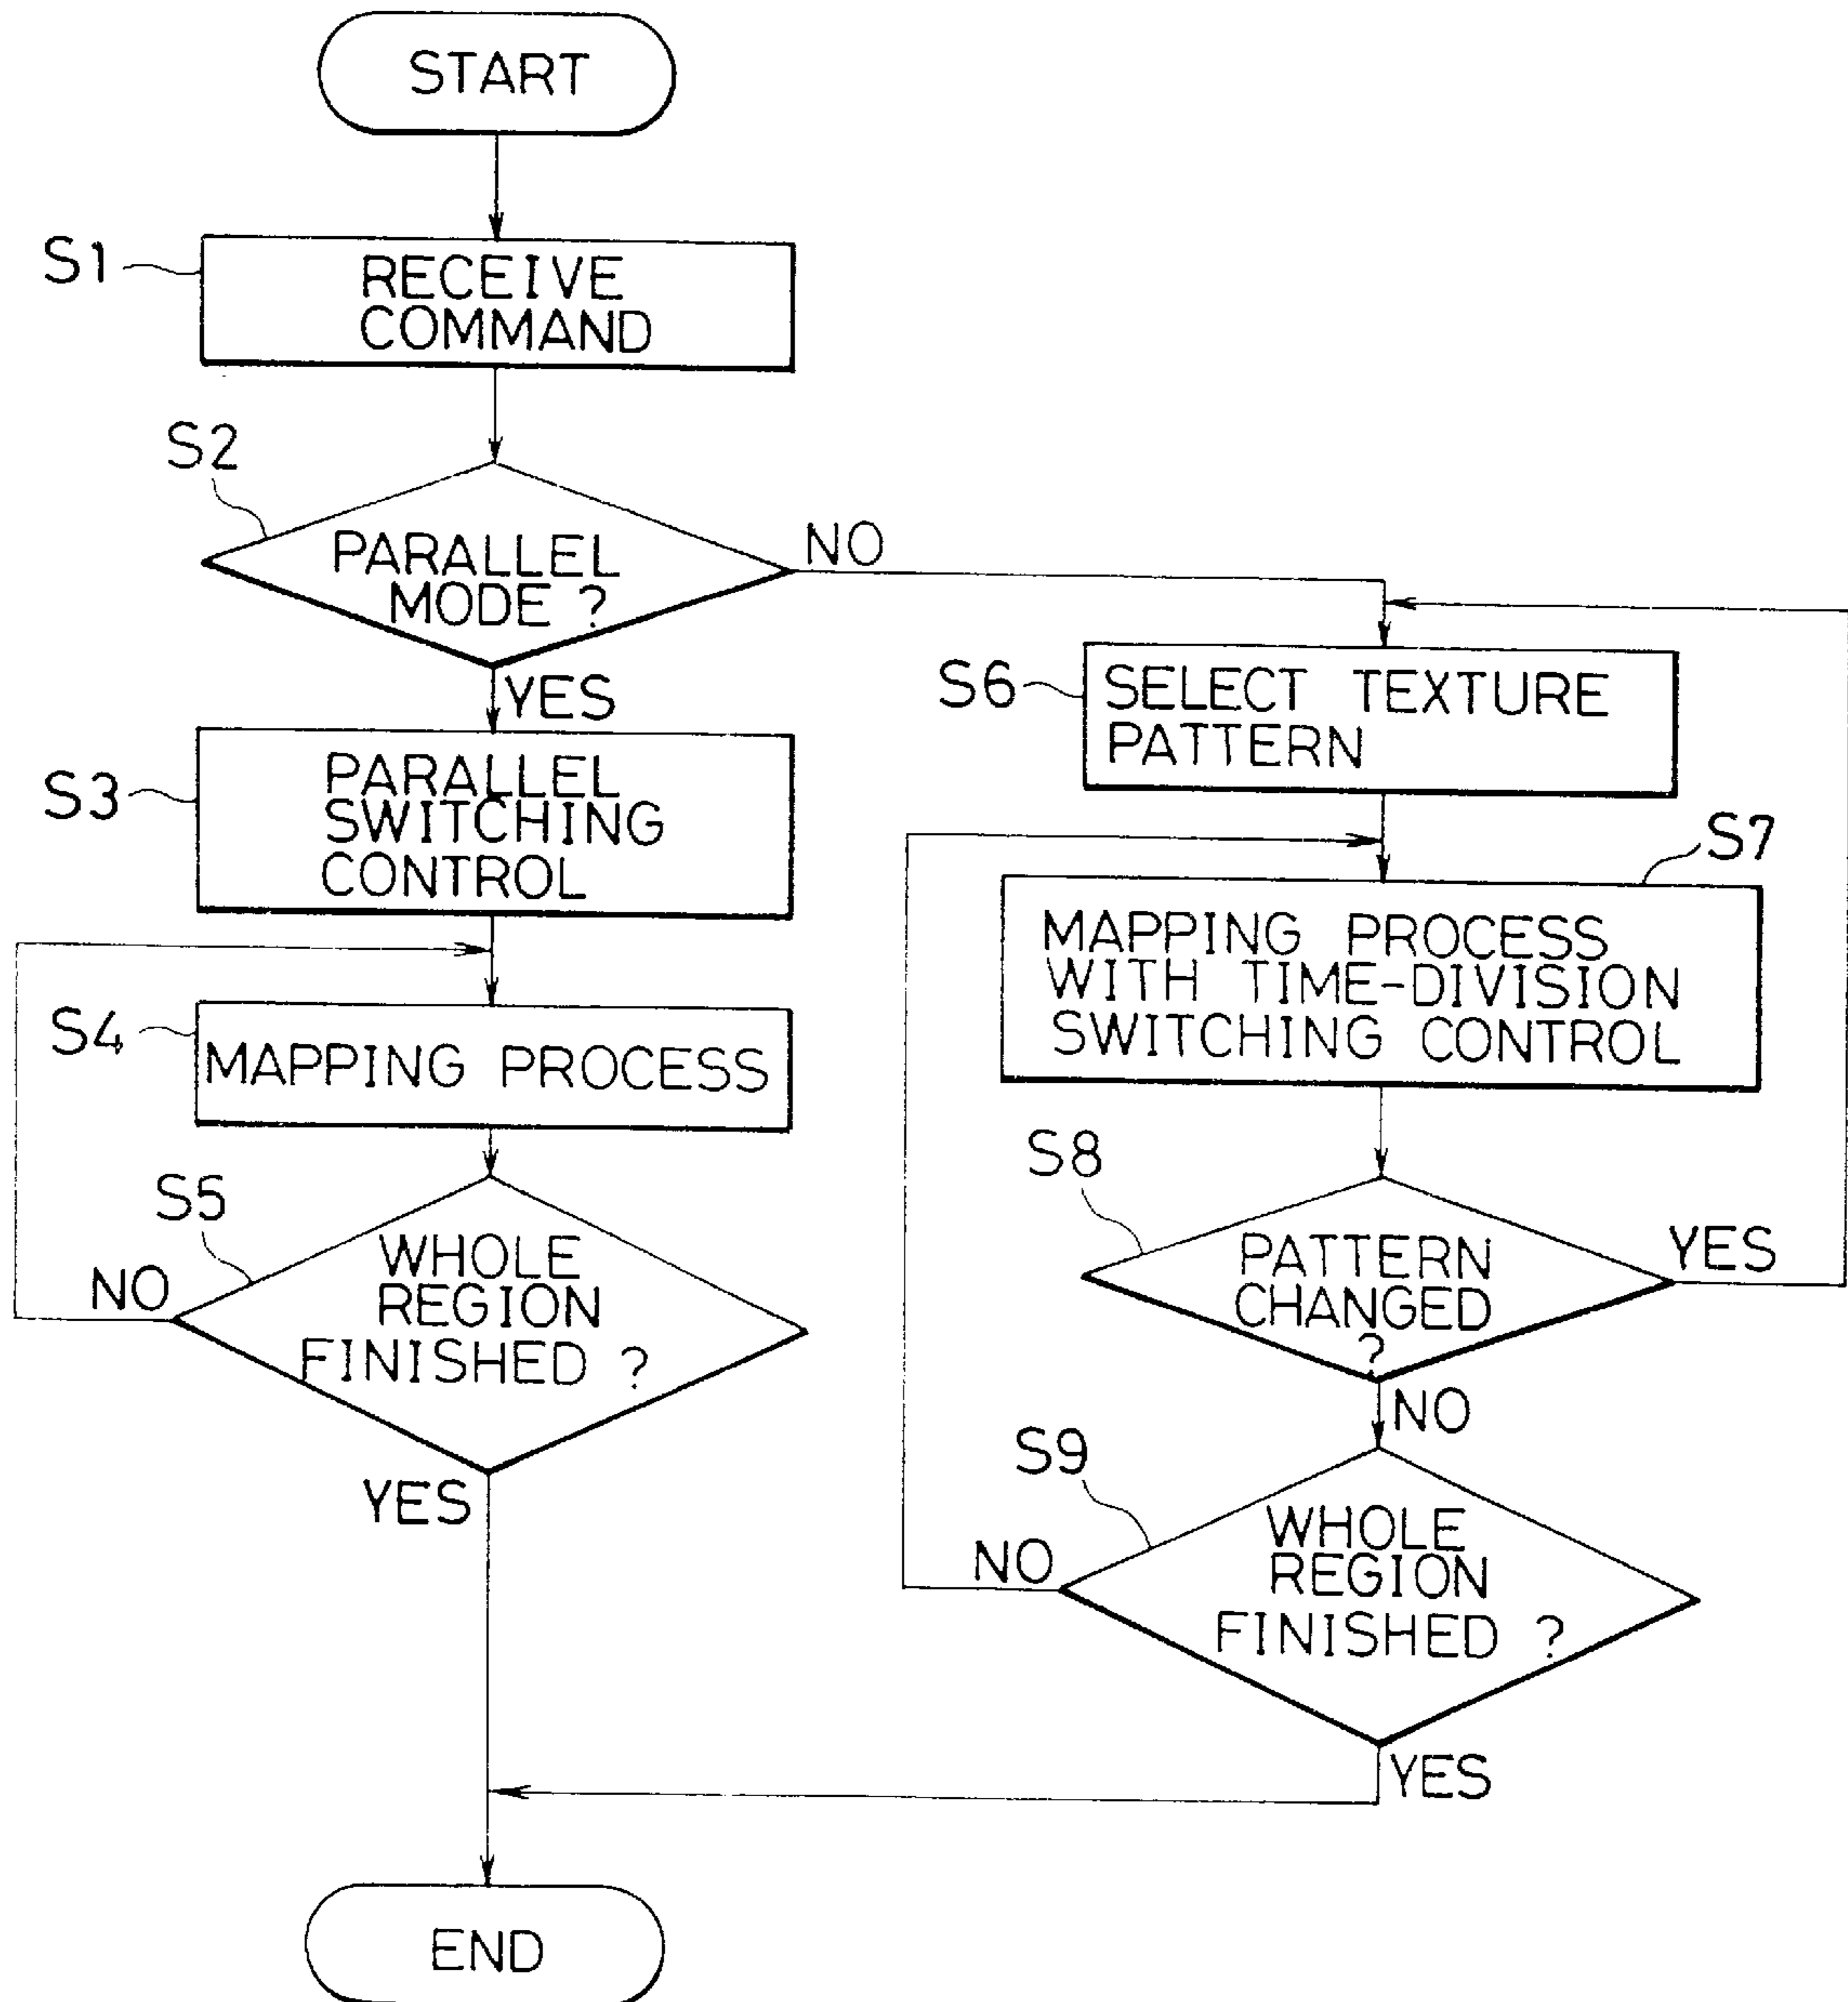 START
S1
RECEIVE
COMMAND
S2
PARALLEL
MODE ?
NO
YES
S3
PARALLEL
SWITCHING
CONTROL
S4
MAPPING PROCESS
S5
WHOLE
REGION
FINISHED ?
NO
YES
S6
SELECT TEXTURE
PATTERN
S7
MAPPING PROCESS
WITH TIME-DIVISION
SWITCHING CONTROL
S8
PATTERN
CHANGED
?
YES
NO
S9
WHOLE
REGION
FINISHED ?
NO
YES
END